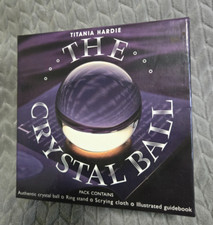 TITANIA HARDIE
THE
CRYSTAL BALL
PACK CONTAINS
Authentic crystal ball Ring stand Scrying cloth Illustrated guidebook